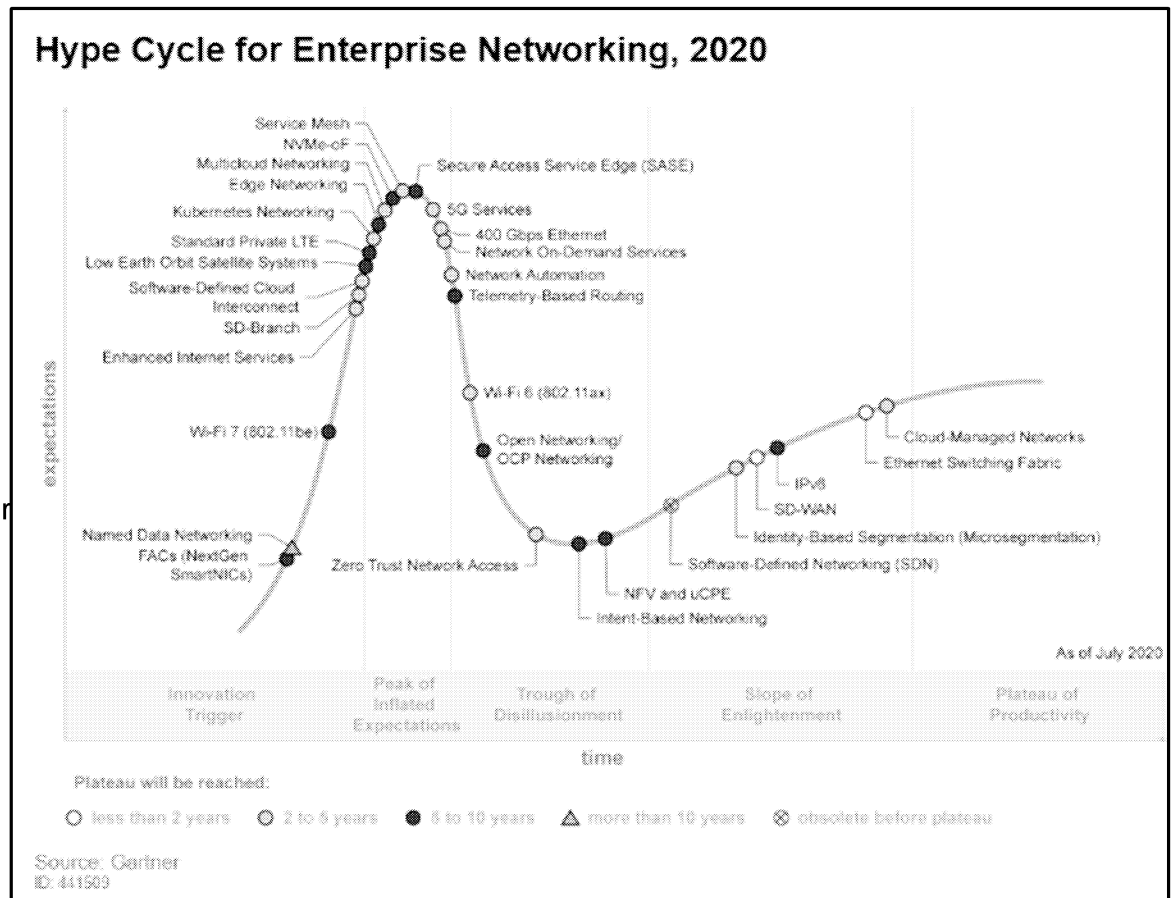 Hype Cycle for Enterprise Networking, 2020
Service Mesh
NVMe-oF
Multicloud Networking
Edge Networking
Kubernetes Networking
Standard Private LTE
Low Earth Orbit Satellite Systems
Software-Defined Cloud
Interconnect
SD-Branch
Enhanced Internet Services
Wi-Fi 7 (802.11be)
Named Data Networking
FACs (NextGen
SmartNICs)
Secure Access Service Edge (SASE)
5G Services
400 Gbps Ethernet
Network On-Demand Services
Network Automation
Telemetry-Based Routing
Wi-Fi 6 (802.11ax)
Open Networking/
OCP Networking
Zero Trust Network Access
Intent-Based Networking
NFV and uCPE
Software-Defined Networking (SDN)
Identity-Based Segmentation (Microsegmentation)
SD-WAN
IPv6
Ethernet Switching Fabric
Cloud-Managed Networks
expectations
r
As of July 2020
Innovation
Trigger
Peak of
Inflated
Expectations
Trough of
Disillusionment
Slope of
Enlightenment
Plateau of
Productivity
time
Plateau will be reached:
less than 2 years
2 to 5 years
5 to 10 years
more than 10 years
obsolete before plateau
Source: Gartner
ID: 441509